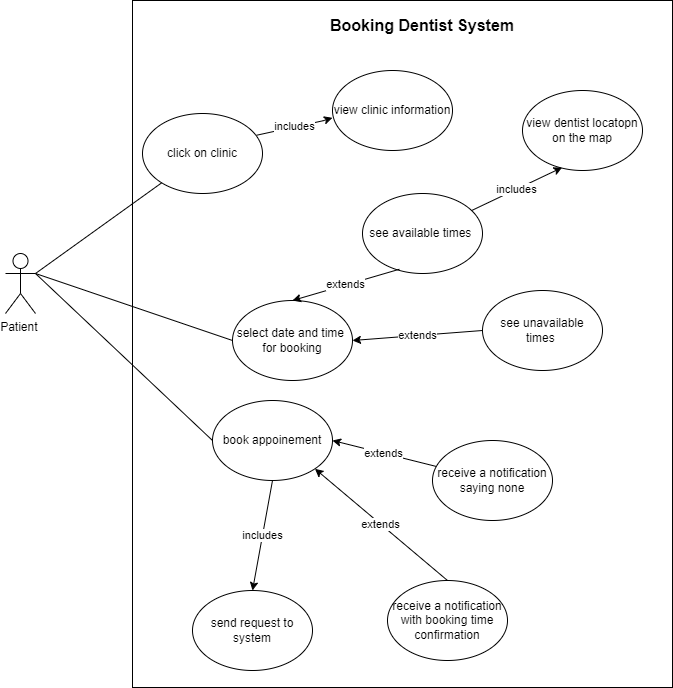 Booking Dentist System
view clinic information
includes
view dentist locatopn
on the map
click on clinic
includes
see available times
extends
Patient
select date and time
for booking
extends
see unavailable
times
book appoinement
extends
receive a notification
saying none
extends
includes
send request to
system
receive a notification
with booking time
confirmation